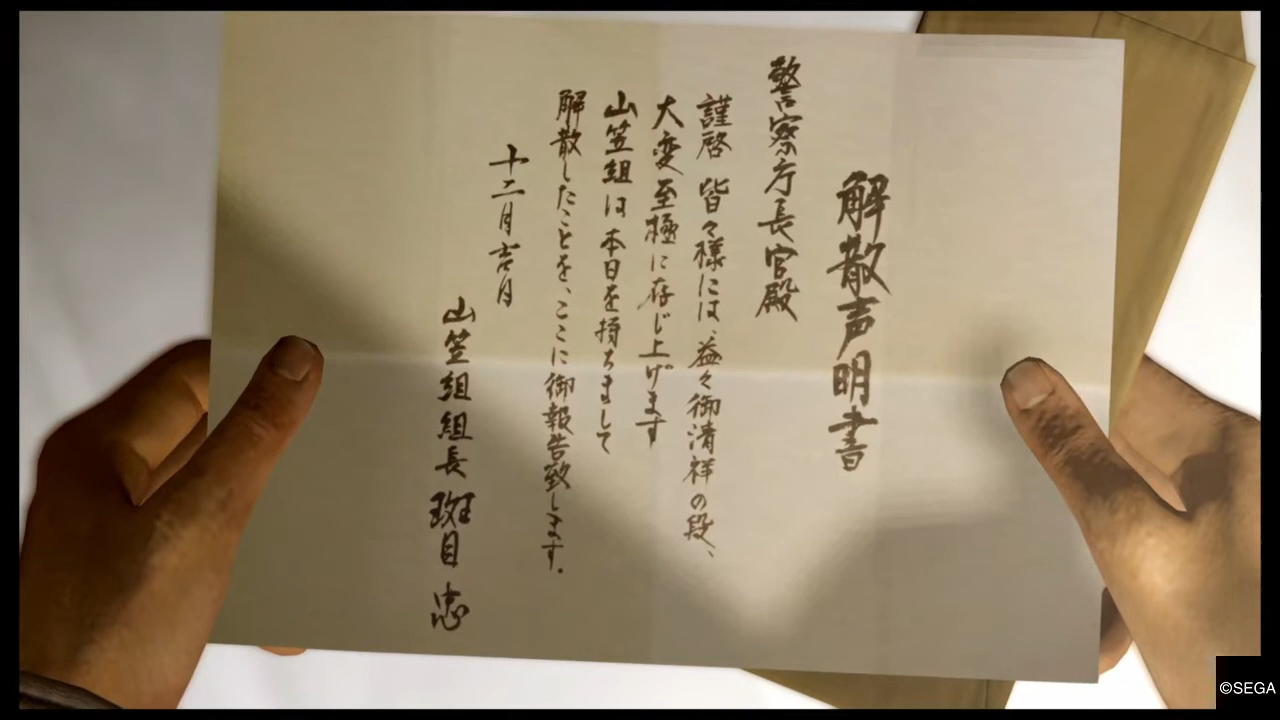 解散声明書
警察庁長官殿
謹啓 皆々様には、益々御清祥の段、
大変至極に存じ上げます
山笠組は本日を持ちまして
解散したことを、ここに御報告致します.
十二月吉月
山笠組組長 斑目 忠
©SEGA